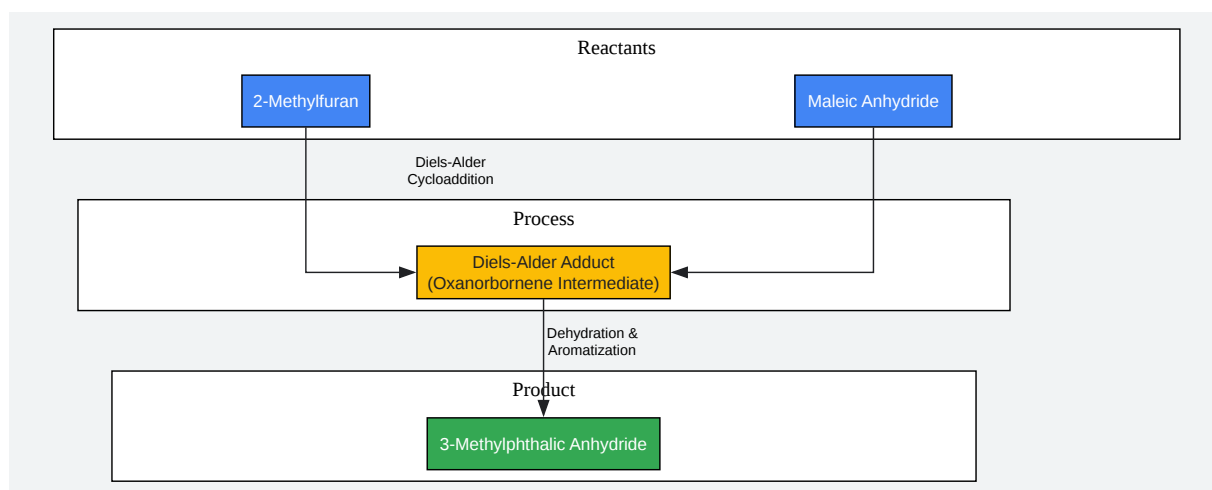 Reactants
2-Methylfuran
Maleic Anhydride
Diels-Alder
Cycloaddition
Process
Diels-Alder Adduct
(Oxanorbornene Intermediate)
Dehydration &
Aromatization
Product
3-Methylphthalic Anhydride